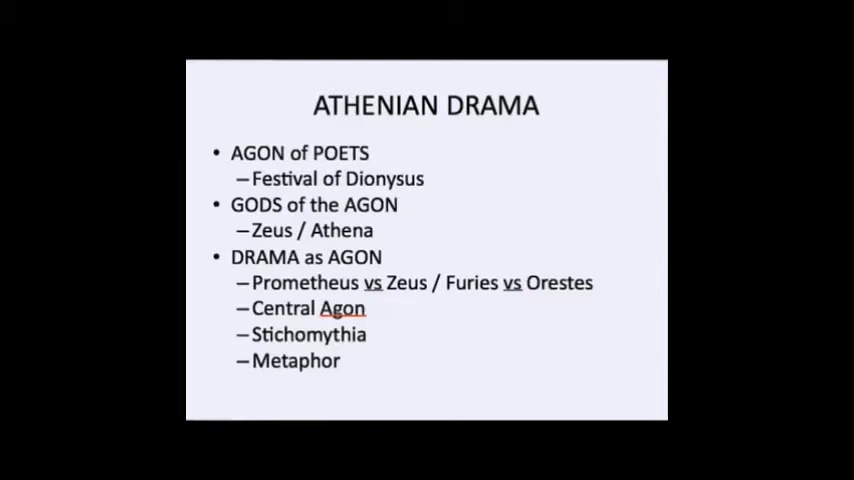 ATHENIAN DRAMA
• AGON of POETS
–Festival of Dionysus
• GODS of the AGON
–Zeus / Athena
• DRAMA as AGON
–Prometheus vs Zeus / Furies vs Orestes
–Central Agon
–Stichomythia
–Metaphor